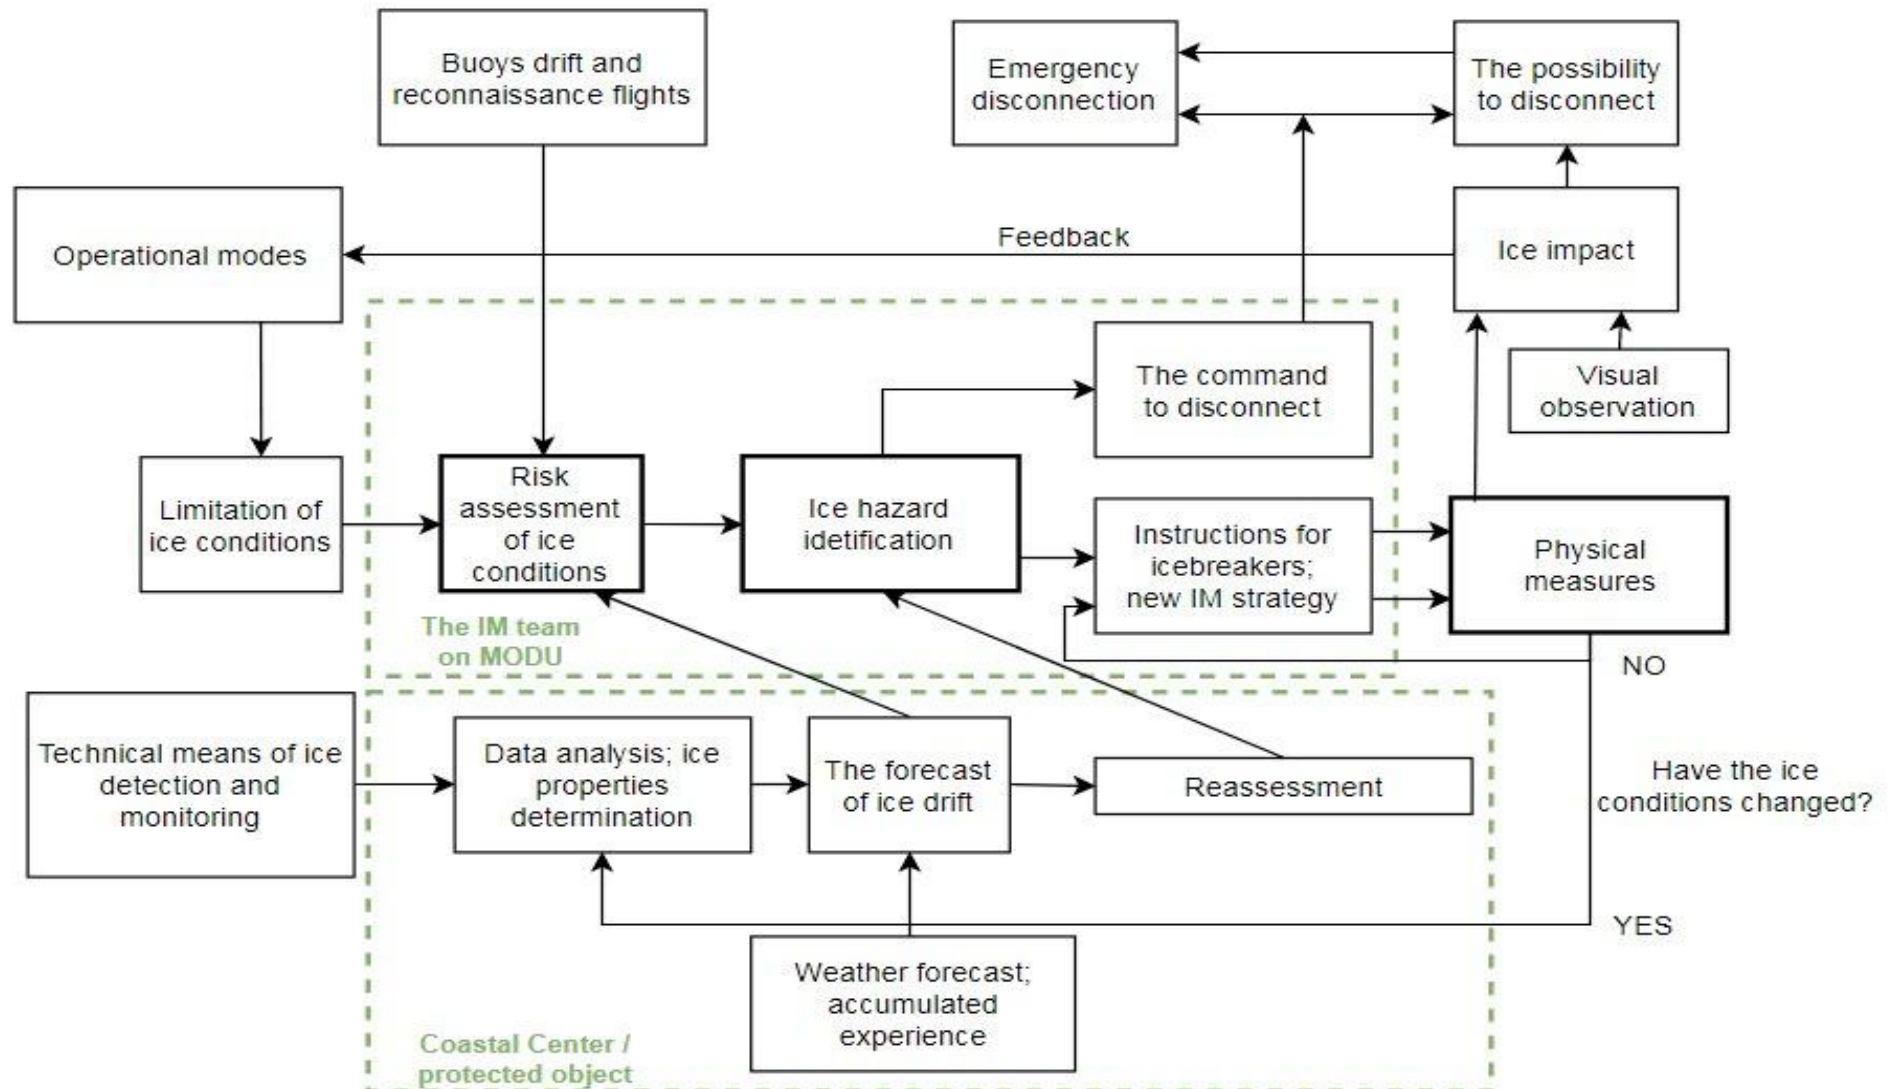 Buoys drift and
reconnaissance flights
Emergency
disconnection
The possibility
to disconnect
Operational modes
Feedback
Ice impact
The command
to disconnect
Visual
observation
Limitation of
ice conditions
Risk
assessment
of ice
conditions
Ice hazard
idetification
Instructions for
icebreakers;
new IM strategy
Physical
measures
The IM team
on MODU
NO
Technical means of ice
detection and
monitoring
Data analysis; ice
properties
determination
The forecast
of ice drift
Reassessment
Have the ice
conditions changed?
YES
Weather forecast;
accumulated
experience
Coastal Center /
protected object